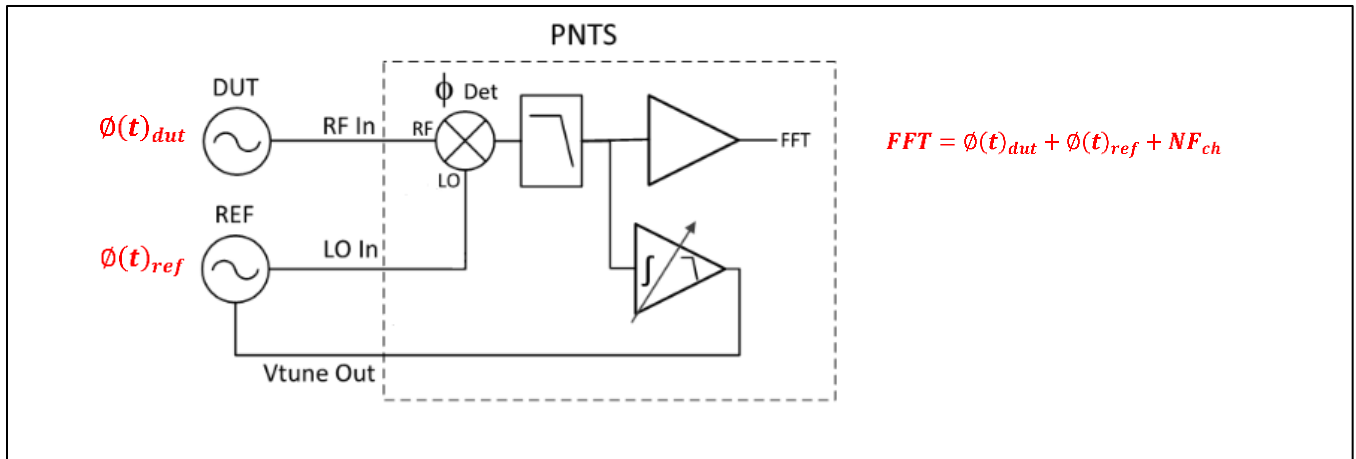 PNTS
DUT
ϕ Det
∅(t)dut
RF In
RF
FFT
FFT = ∅(t)dut + ∅(t)ref + NFch
LO
REF
LO In
∅(t)ref
∫
Vtune Out